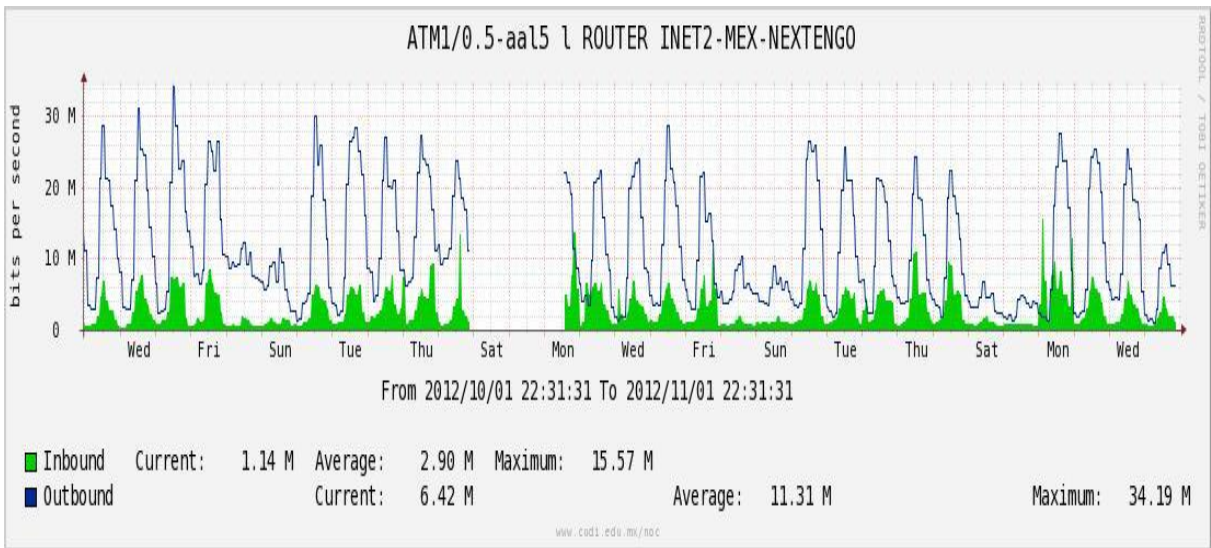 ATM1/0.5-aal5 l ROUTER INET2-MEX-NEXTENGO
RRDTOOL / TOBI OETIKER
bits per second
30 M
20 M
10 M
0
Wed Fri Sun Tue Thu Sat Mon Wed Fri Sun Tue Thu Sat Mon Wed
From 2012/10/01 22:31:31 To 2012/11/01 22:31:31
Inbound Current: 1.14 M Average: 2.90 M Maximum: 15.57 M
Outbound Current: 6.42 M Average: 11.31 M Maximum: 34.19 M
www.cudi.edu.mx/noc